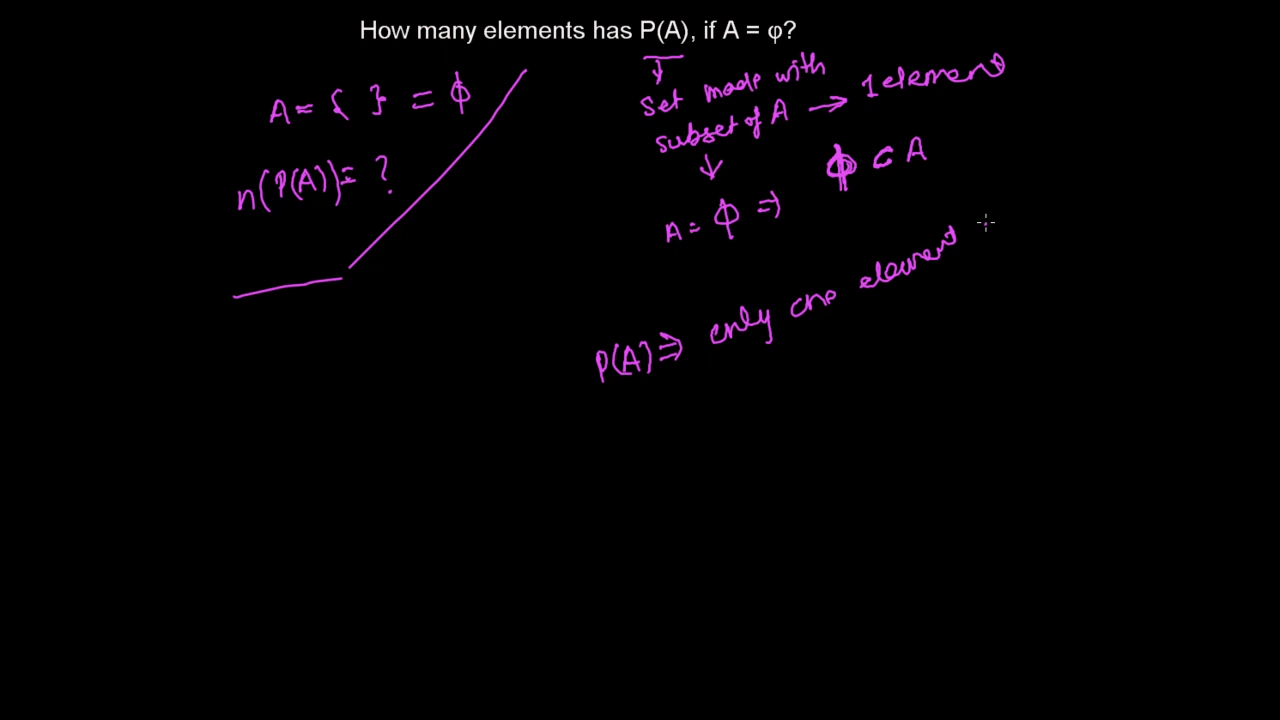 How many elements has P(A), if A = φ?
A = { } = ϕ
n(P(A)) = ?
Set made with
subset of A → 1 element
↓
A = ϕ ⇒ ϕ ⊂ A
P(A) ⇒ only one element